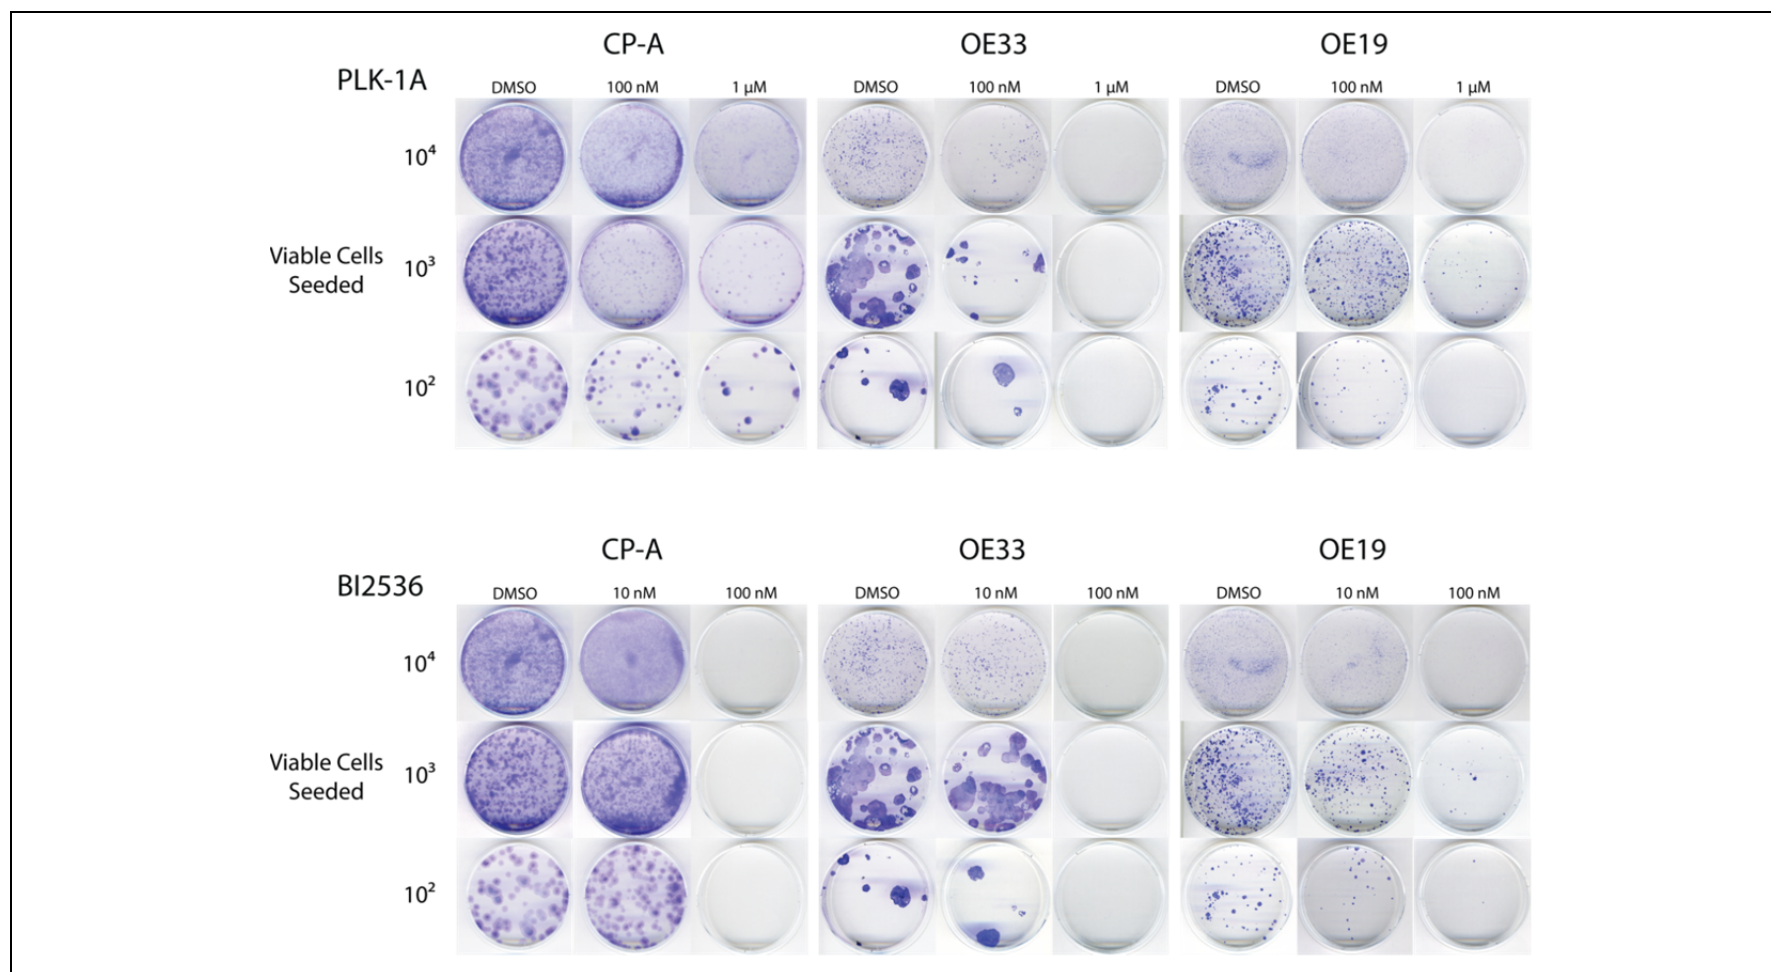 CP-A OE33 OE19
PLK-1A
DMSO 100 nM 1 µM DMSO 100 nM 1 µM DMSO 100 nM 1 µM
10⁴
Viable Cells
Seeded
10³
10²
CP-A OE33 OE19
BI2536
DMSO 10 nM 100 nM DMSO 10 nM 100 nM DMSO 10 nM 100 nM
10⁴
Viable Cells
Seeded
10³
10²